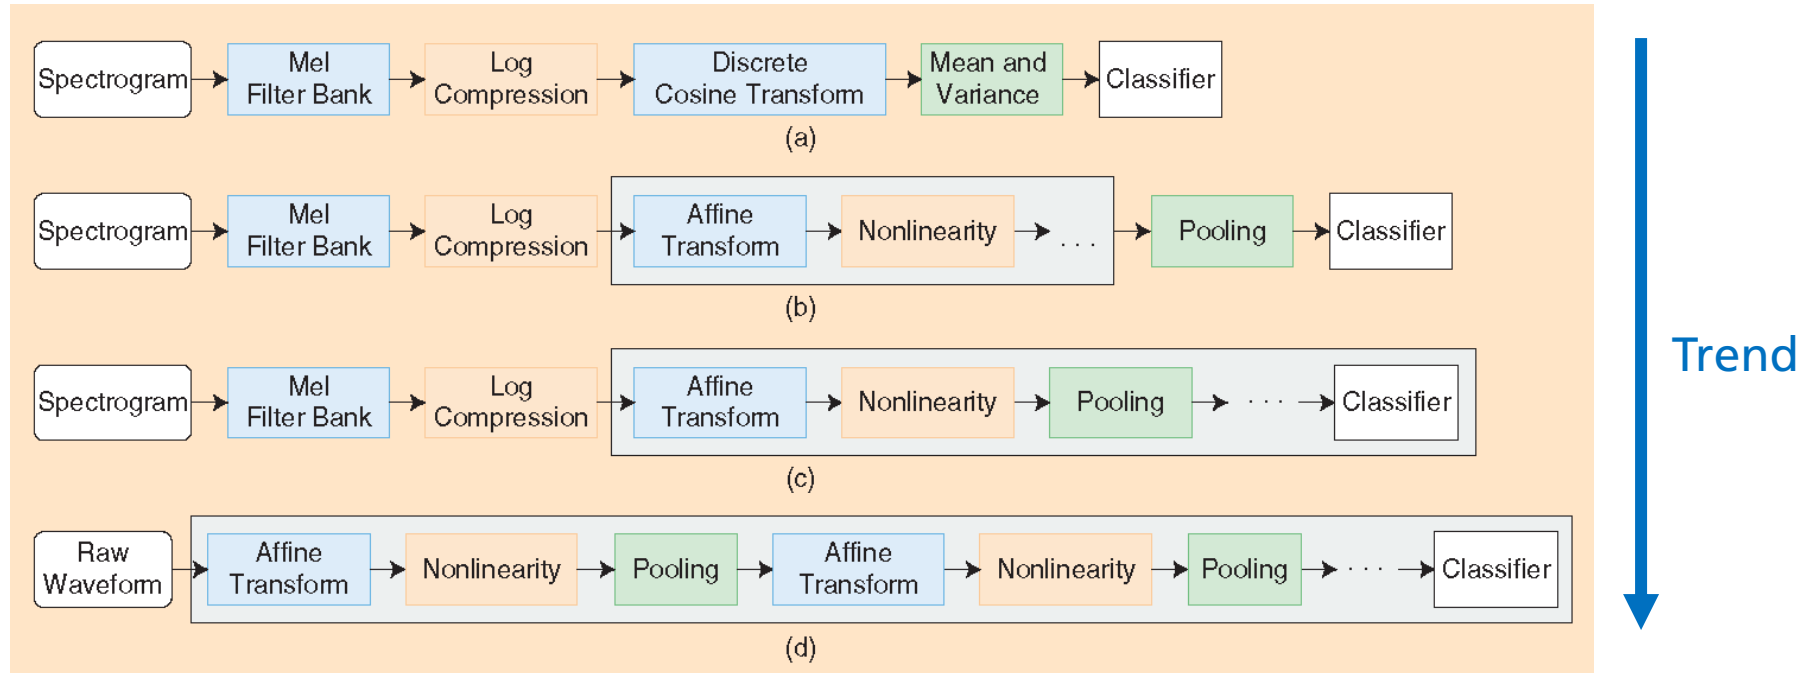 Spectrogram
Mel
Filter Bank
Log
Compression
Discrete
Cosine Transform
Mean and
Variance
Classifier
(a)
Spectrogram
Mel
Filter Bank
Log
Compression
Affine
Transform
Nonlinearity
. . .
Pooling
Classifier
(b)
Spectrogram
Mel
Filter Bank
Log
Compression
Affine
Transform
Nonlinearity
Pooling
. . . .
Classifier
(c)
Raw
Waveform
Affine
Transform
Nonlinearity
Pooling
Affine
Transform
Nonlinearity
Pooling
. . . .
Classifier
(d)
Trend